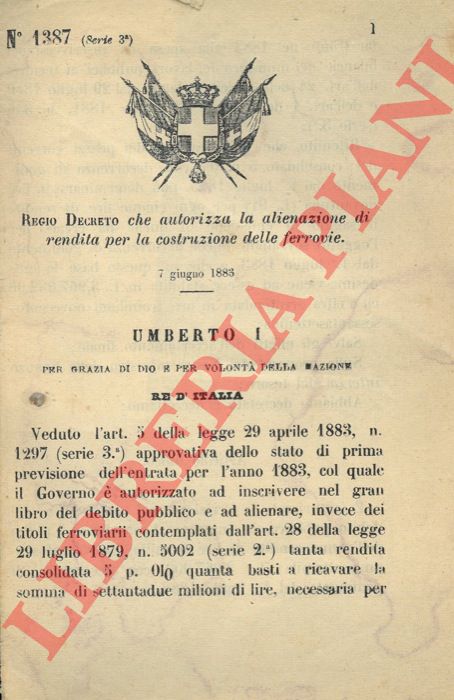 N° 1387 (Serie 3ª)
1
REGIO DECRETO che autorizza la alienazione di
rendita per la costruzione delle ferrovie.
7 giugno 1883
UMBERTO I
PER GRAZIA DI DIO E PER VOLONTÀ DELLA NAZIONE
RE D'ITALIA
Veduto l'art. 5 della legge 29 aprile 1883, n.
1297 (serie 3.ª) approvativa dello stato di prima
previsione dell'entrata per l'anno 1883, col quale
il Governo è autorizzato ad inscrivere nel gran
libro del debito pubblico e ad alienare, invece dei
titoli ferroviarii contemplati dall'art. 28 della legge
29 luglio 1879, n. 5002 (serie 2.ª) tanta rendita
consolidata 5 p. 0|0 quanta basti a ricavare la
somma di settantadue milioni di lire, necessaria per
LIBRERIA PIANI